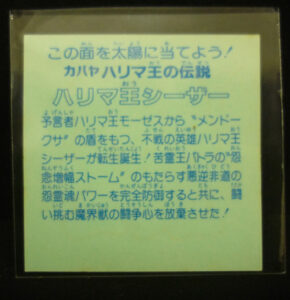 この面を太陽に当てよう！
カバヤ ハリマ王の伝説
ハリマ王シーザー
予言者ハリマ王モーゼスから“メンドー
クサ”の盾をもつ、不戦の英雄ハリマ王
シーザーが転生誕生！苦霊王バトラの“怨
悲増幅ストーム”のもたらす悪逆非道の
怨霊魂パワーを完全防御すると共に、闘
い挑む魔界獣の闘争心を放棄させた！